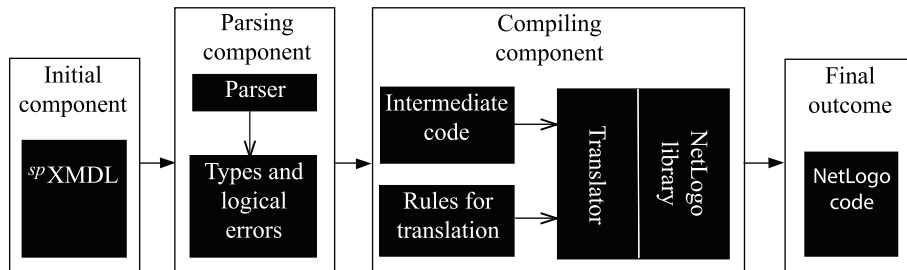 Initial
component
spXMDL
Parsing
component
Parser
Types and
logical
errors
Compiling
component
Intermediate
code
Rules for
translation
Translator
NetLogo
library
Final
outcome
NetLogo
code